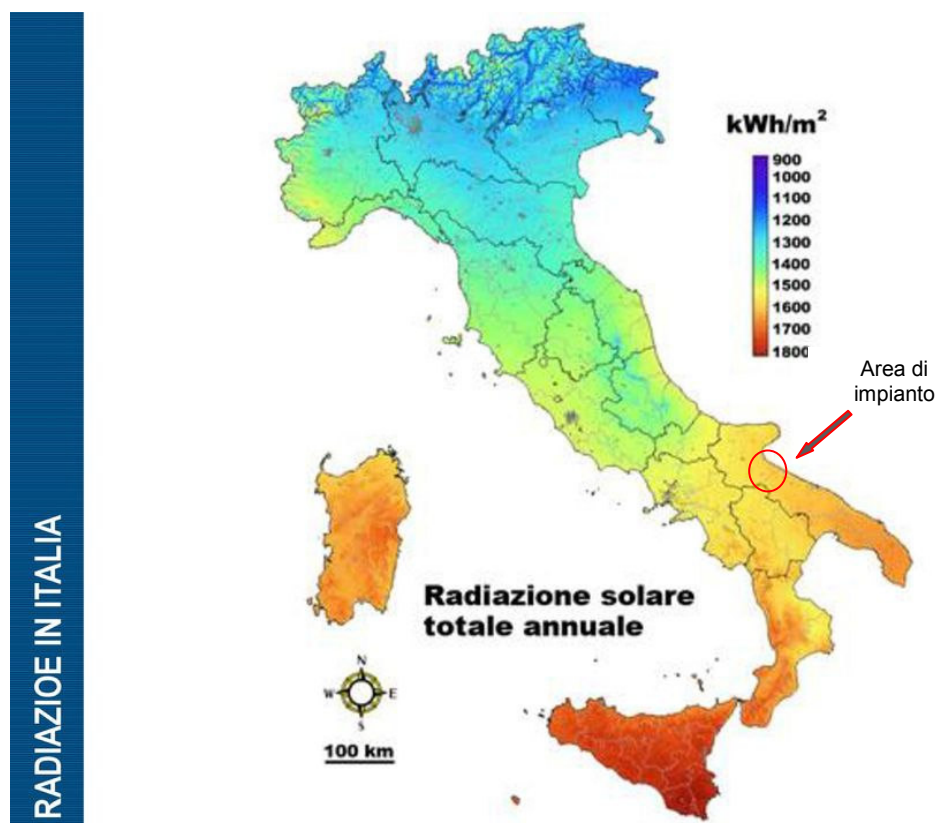 RADIAZIOE IN ITALIA
kWh/m²
900
1000
1100
1200
1300
1400
1500
1600
1700
1800
Area di
impianto
Radiazione solare
totale annuale
N
W E
S
100 km